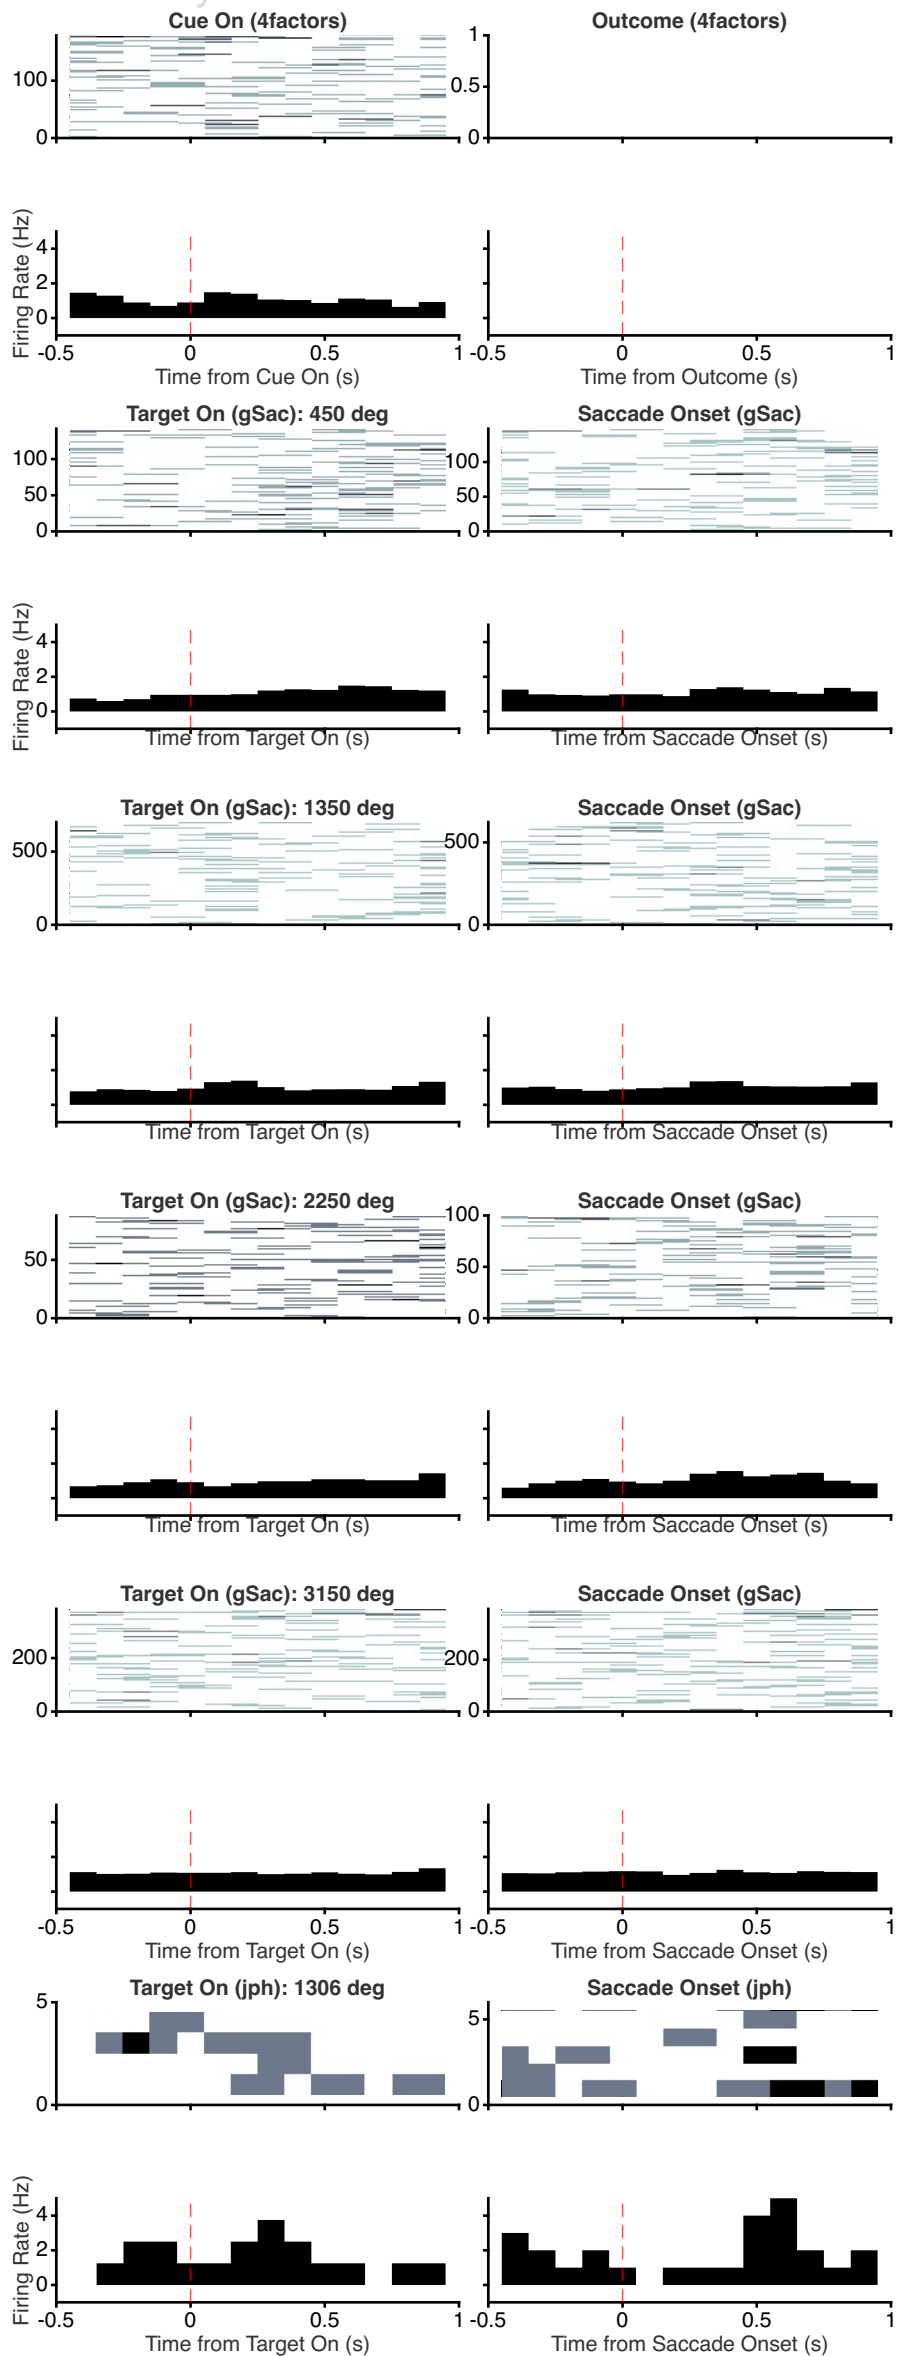 Cue On (4factors) Outcome (4factors)
100 1
0.5
0 0
Firing Rate (Hz)
4
2
0
-0.5 0 0.5 1 -0.5 0 0.5 1
Time from Cue On (s) Time from Outcome (s)
Target On (gSac): 450 deg Saccade Onset (gSac)
100 100
50 50
0 0
Firing Rate (Hz)
4
2
0
Time from Target On (s) Time from Saccade Onset (s)
Target On (gSac): 1350 deg Saccade Onset (gSac)
500 500
0 0
Time from Target On (s) Time from Saccade Onset (s)
Target On (gSac): 2250 deg Saccade Onset (gSac)
100
50 50
0 0
Time from Target On (s) Time from Saccade Onset (s)
Target On (gSac): 3150 deg Saccade Onset (gSac)
200 200
0 0
-0.5 0 0.5 1 -0.5 0 0.5 1
Time from Target On (s) Time from Saccade Onset (s)
Target On (jph): 1306 deg Saccade Onset (jph)
5 5
0 0
Firing Rate (Hz)
4
2
0
-0.5 0 0.5 1 -0.5 0 0.5 1
Time from Target On (s) Time from Saccade Onset (s)